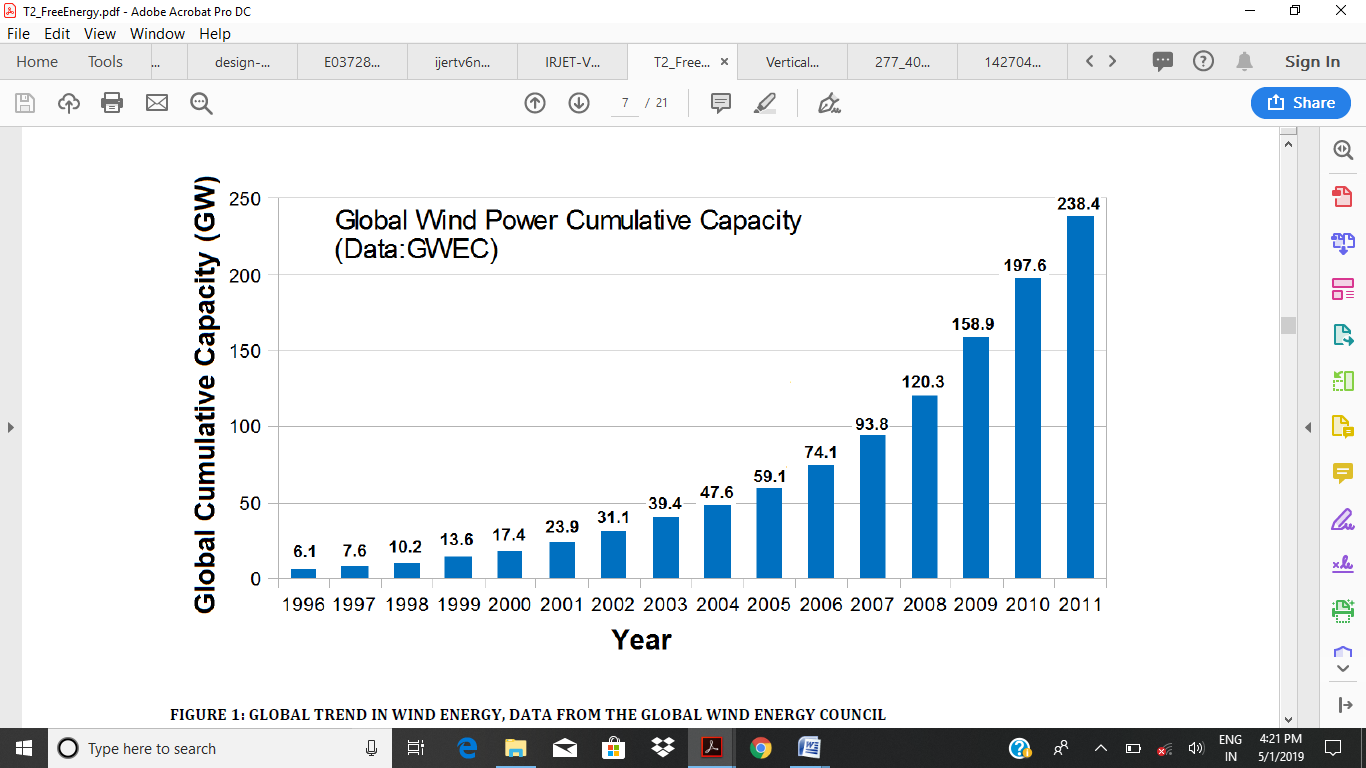 T2_FreeEnergy.pdf - Adobe Acrobat Pro DC
File Edit View Window Help
Home Tools ... design-... E03728... ijertv6n... IRJET-V... T2_Free... × Vertical... 277_40... 142704... Sign In
7 / 21 Share
Global Wind Power Cumulative Capacity
(Data:GWEC)
Global Cumulative Capacity (GW)
250
200
150
100
50
0
6.1 7.6 10.2 13.6 17.4 23.9 31.1 39.4 47.6 59.1 74.1 93.8 120.3 158.9 197.6 238.4
1996 1997 1998 1999 2000 2001 2002 2003 2004 2005 2006 2007 2008 2009 2010 2011
Year
FIGURE 1: GLOBAL TREND IN WIND ENERGY, DATA FROM THE GLOBAL WIND ENERGY COUNCIL
Type here to search ENG 4:21 PM
IN 5/1/2019